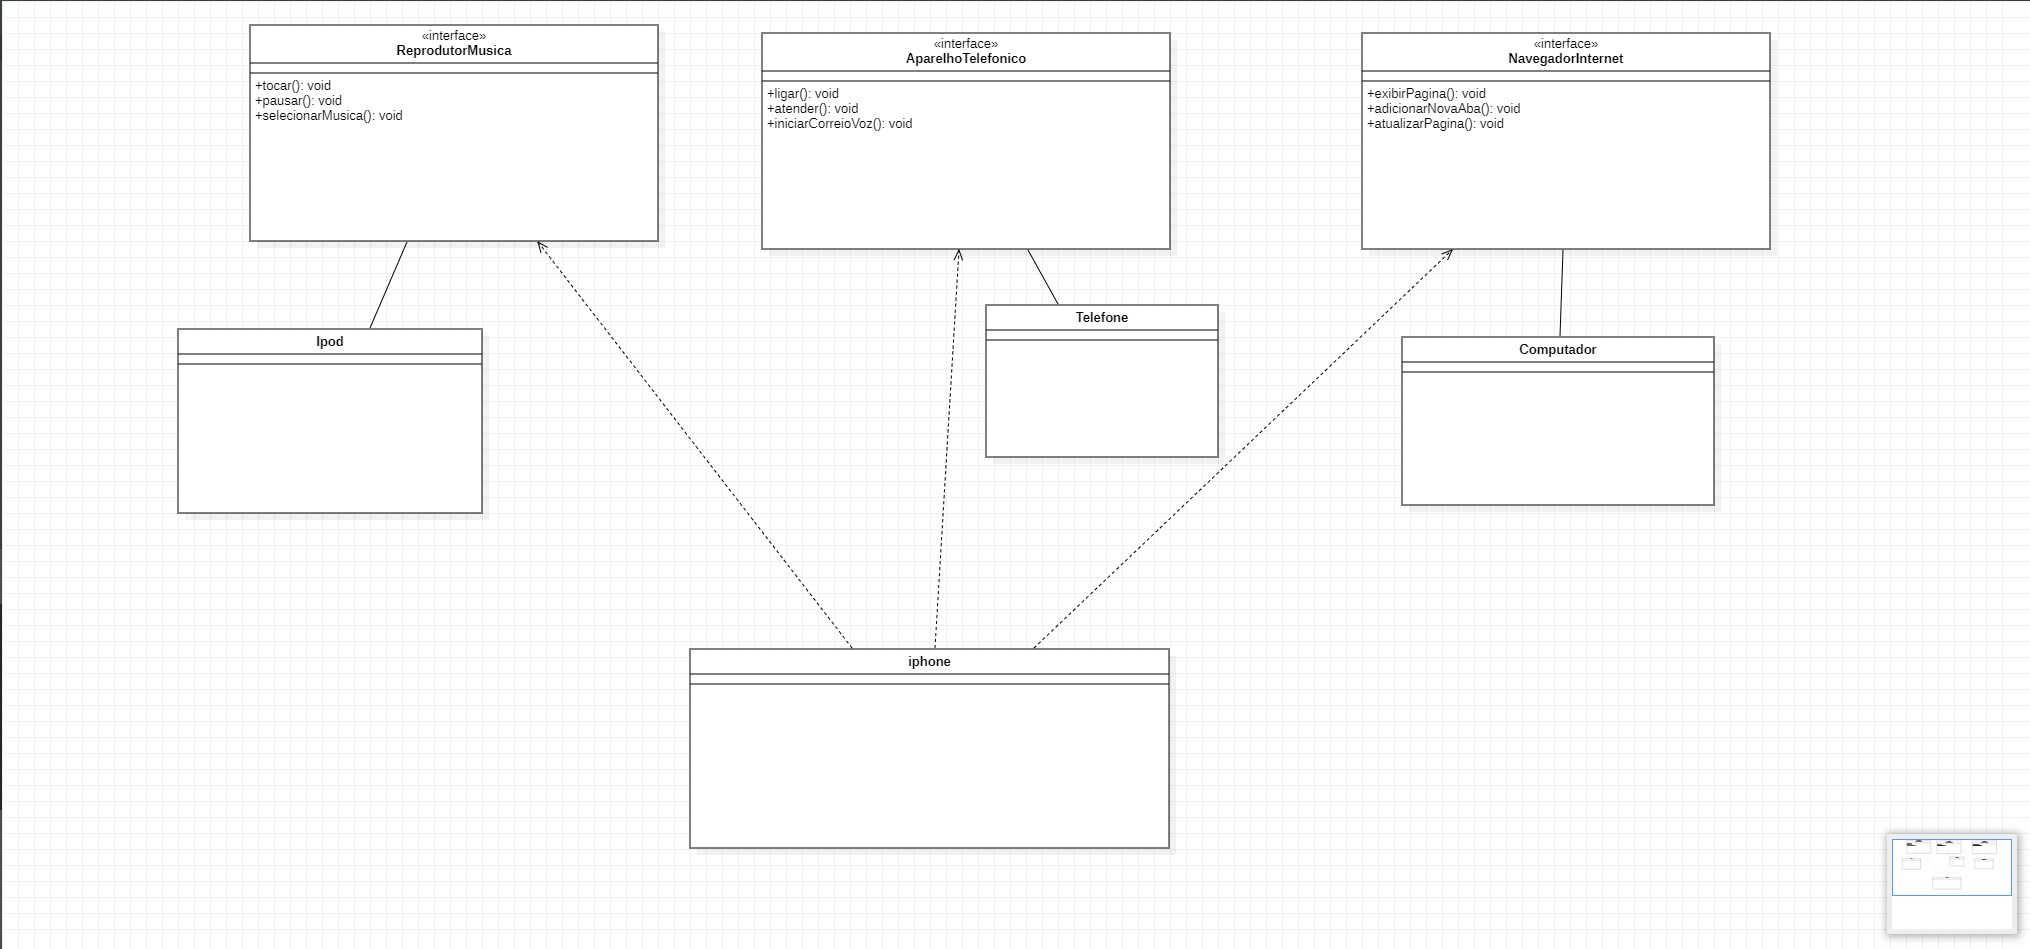 «interface»
ReprodutorMusica
+tocar(): void
+pausar(): void
+selecionarMusica(): void
«interface»
AparelhoTelefonico
+ligar(): void
+atender(): void
+iniciarCorreioVoz(): void
«interface»
NavegadorInternet
+exibirPagina(): void
+adicionarNovaAba(): void
+atualizarPagina(): void
Ipod
Telefone
Computador
iphone